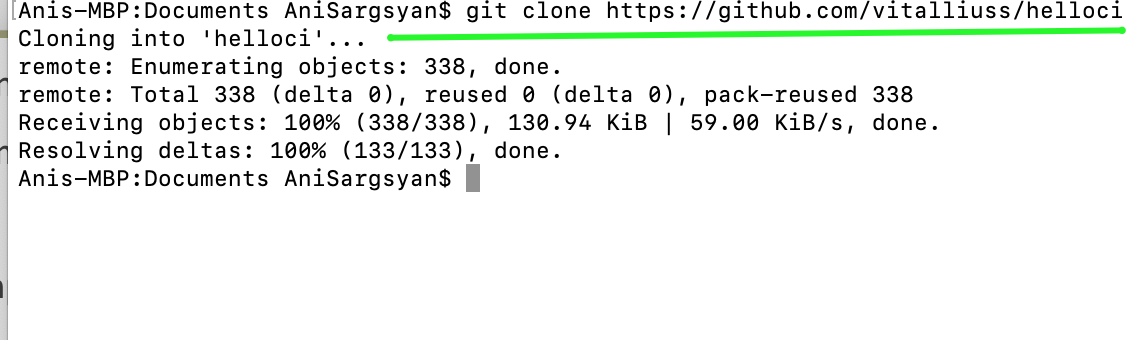 [Anis-MBP:Documents AniSargsyan$ git clone https://github.com/vitalliuss/helloci
Cloning into 'helloci'...
remote: Enumerating objects: 338, done.
remote: Total 338 (delta 0), reused 0 (delta 0), pack-reused 338
Receiving objects: 100% (338/338), 130.94 KiB | 59.00 KiB/s, done.
Resolving deltas: 100% (133/133), done.
Anis-MBP:Documents AniSargsyan$